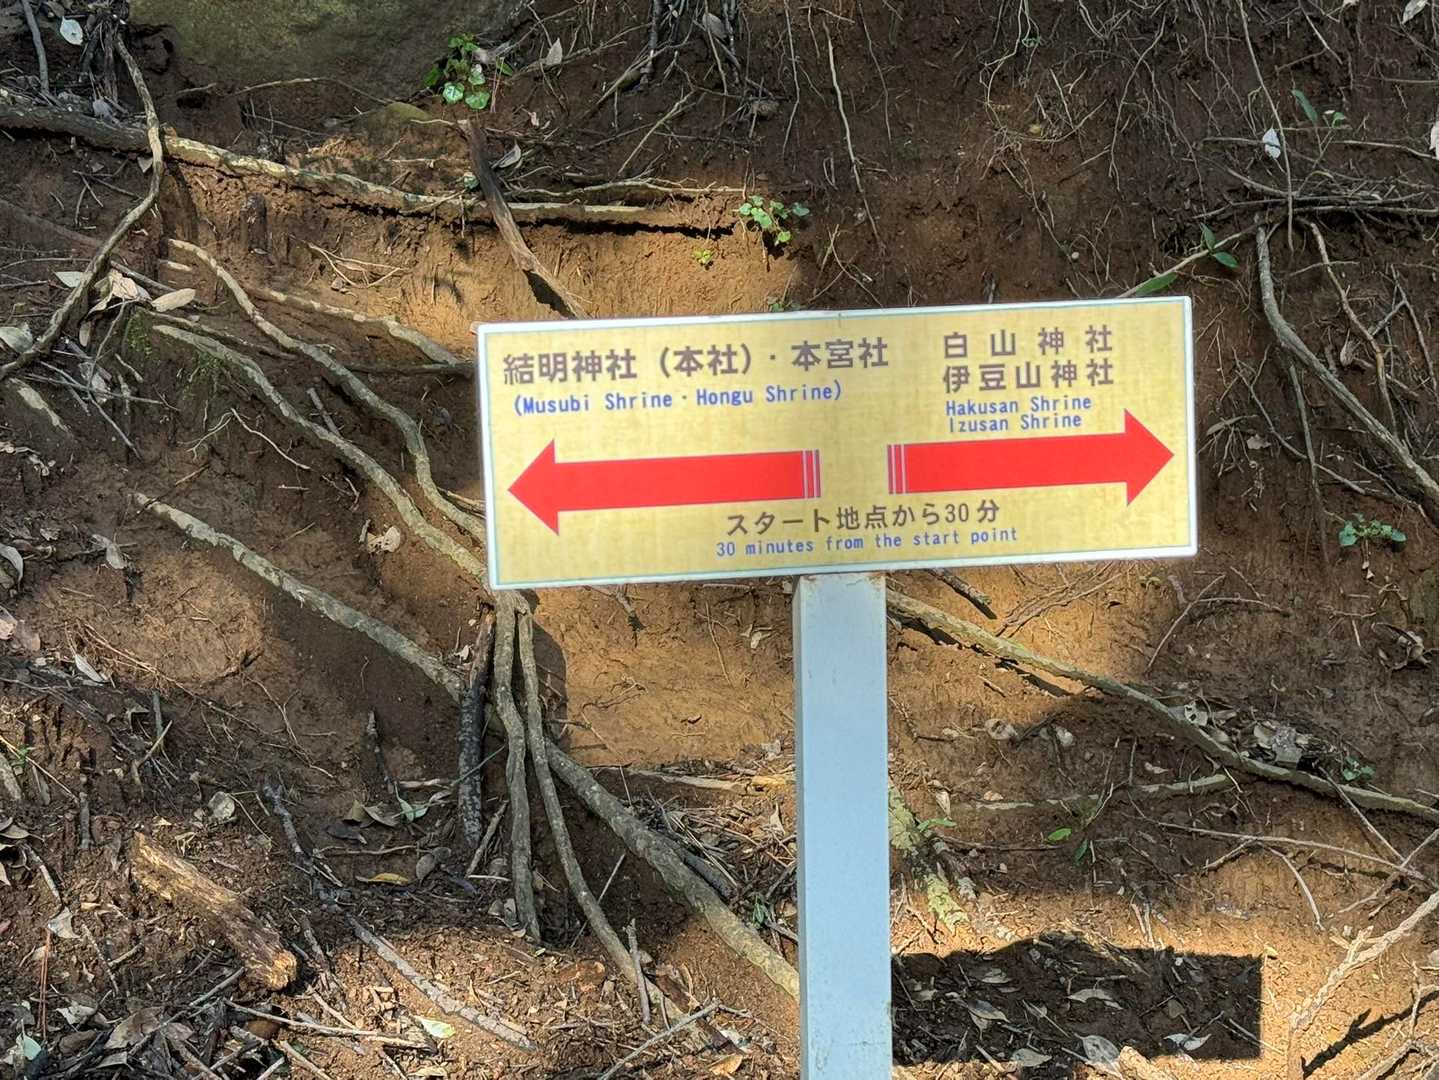 結明神社（本社）・本宮社
(Musubi Shrine・Hongu Shrine)
白山神社
伊豆山神社
Hakusan Shrine
Izusan Shrine
スタート地点から30分
30 minutes from the start point